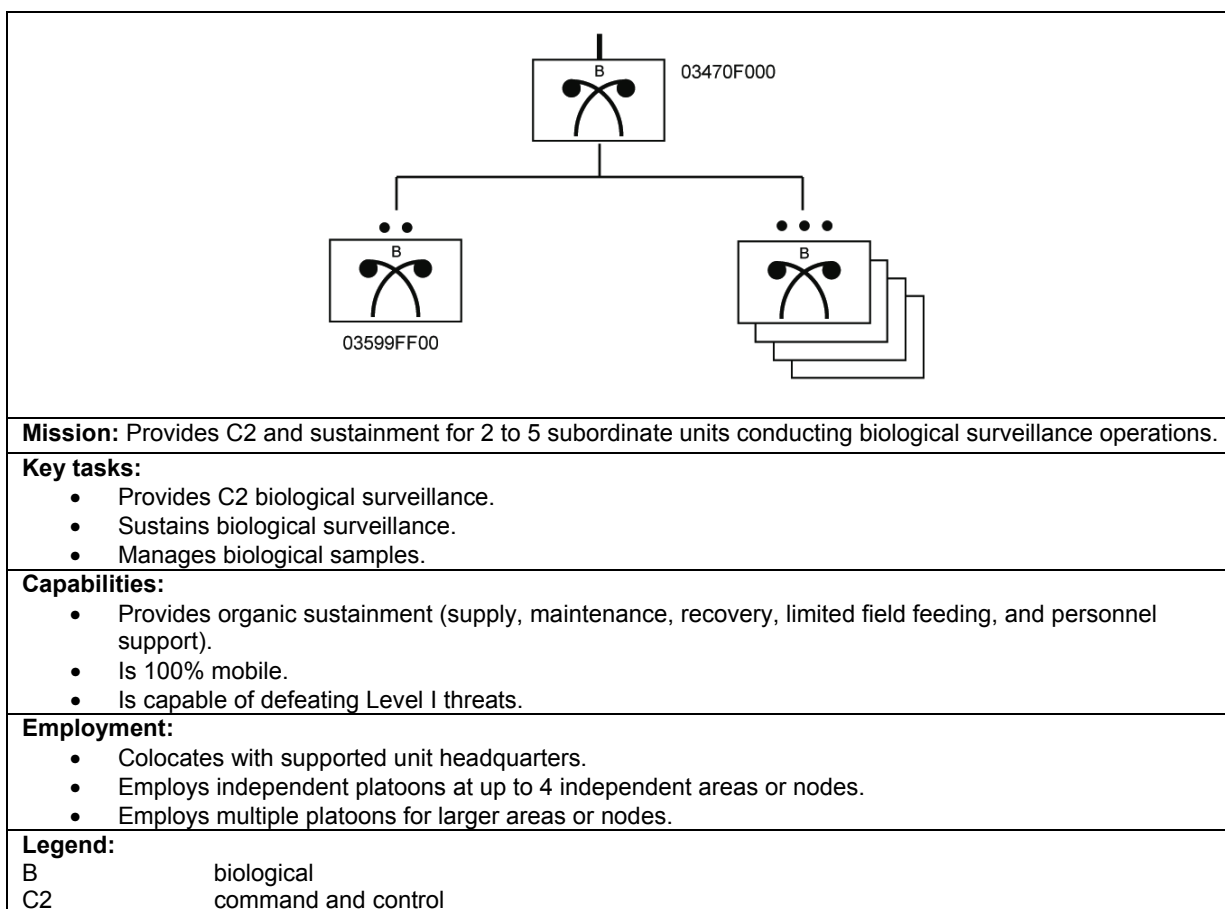 B
03470F000
B
B
03599FF00
Mission: Provides C2 and sustainment for 2 to 5 subordinate units conducting biological surveillance operations.
Key tasks:
• Provides C2 biological surveillance.
• Sustains biological surveillance.
• Manages biological samples.
Capabilities:
• Provides organic sustainment (supply, maintenance, recovery, limited field feeding, and personnel
support).
• Is 100% mobile.
• Is capable of defeating Level I threats.
Employment:
• Colocates with supported unit headquarters.
• Employs independent platoons at up to 4 independent areas or nodes.
• Employs multiple platoons for larger areas or nodes.
Legend:
B biological
C2 command and control